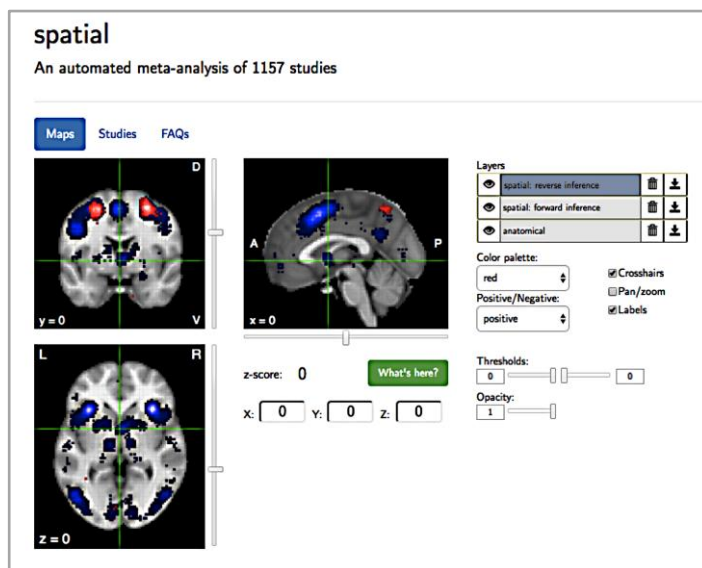 spatial
An automated meta-analysis of 1157 studies
Maps Studies FAQs
D
V
y = 0
A P
x = 0
L R
z = 0
z-score: 0 What's here?
X: 0 Y: 0 Z: 0
Layers
spatial: reverse inference
spatial: forward inference
anatomical
Color palette:
red
Positive/Negative:
positive
Crosshairs
Pan/zoom
Labels
Thresholds:
0 0
Opacity:
1